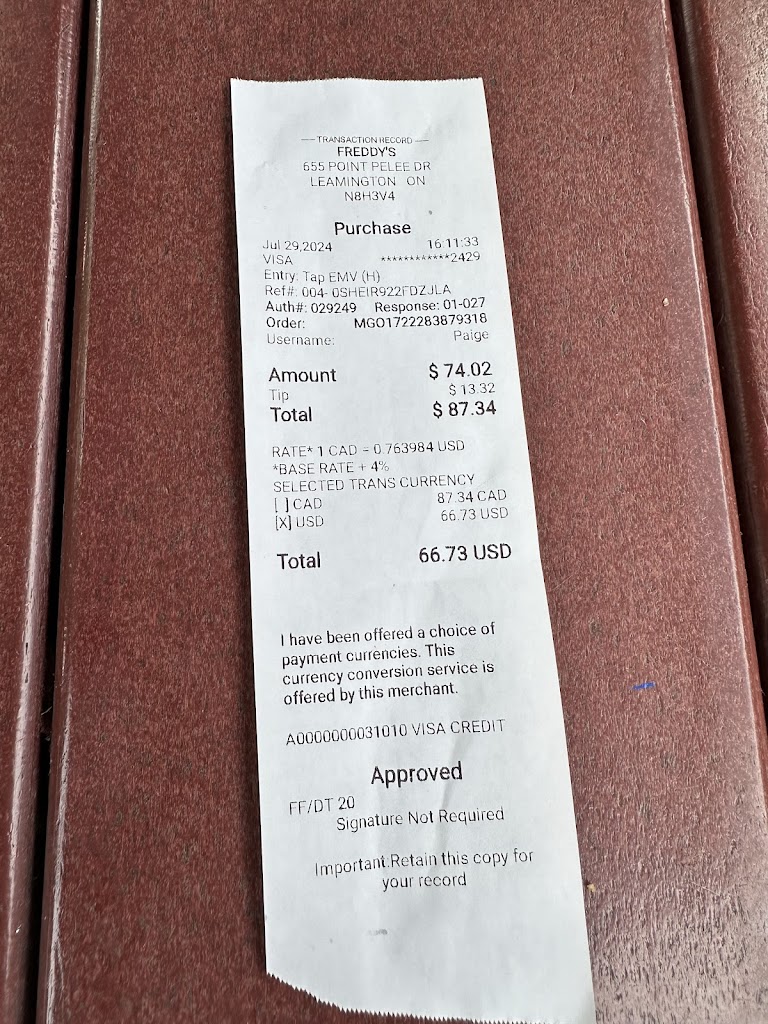 --- TRANSACTION RECORD ---
FREDDY'S
655 POINT PELEE DR
LEAMINGTON ON
N8H3V4
Purchase
Jul 29,2024 16:11:33
VISA ************2429
Entry: Tap EMV (H)
Ref#: 004- 0SHEIR922FDZJLA
Auth#: 029249 Response: 01-027
Order: MGO1722283879318
Username: Paige
Amount $ 74.02
Tip $ 13.32
Total $ 87.34
RATE* 1 CAD = 0.763984 USD
*BASE RATE + 4%
SELECTED TRANS CURRENCY
[ ] CAD 87.34 CAD
[X] USD 66.73 USD
Total 66.73 USD
I have been offered a choice of
payment currencies. This
currency conversion service is
offered by this merchant.
A0000000031010 VISA CREDIT
Approved
FF/DT 20
Signature Not Required
Important:Retain this copy for
your record